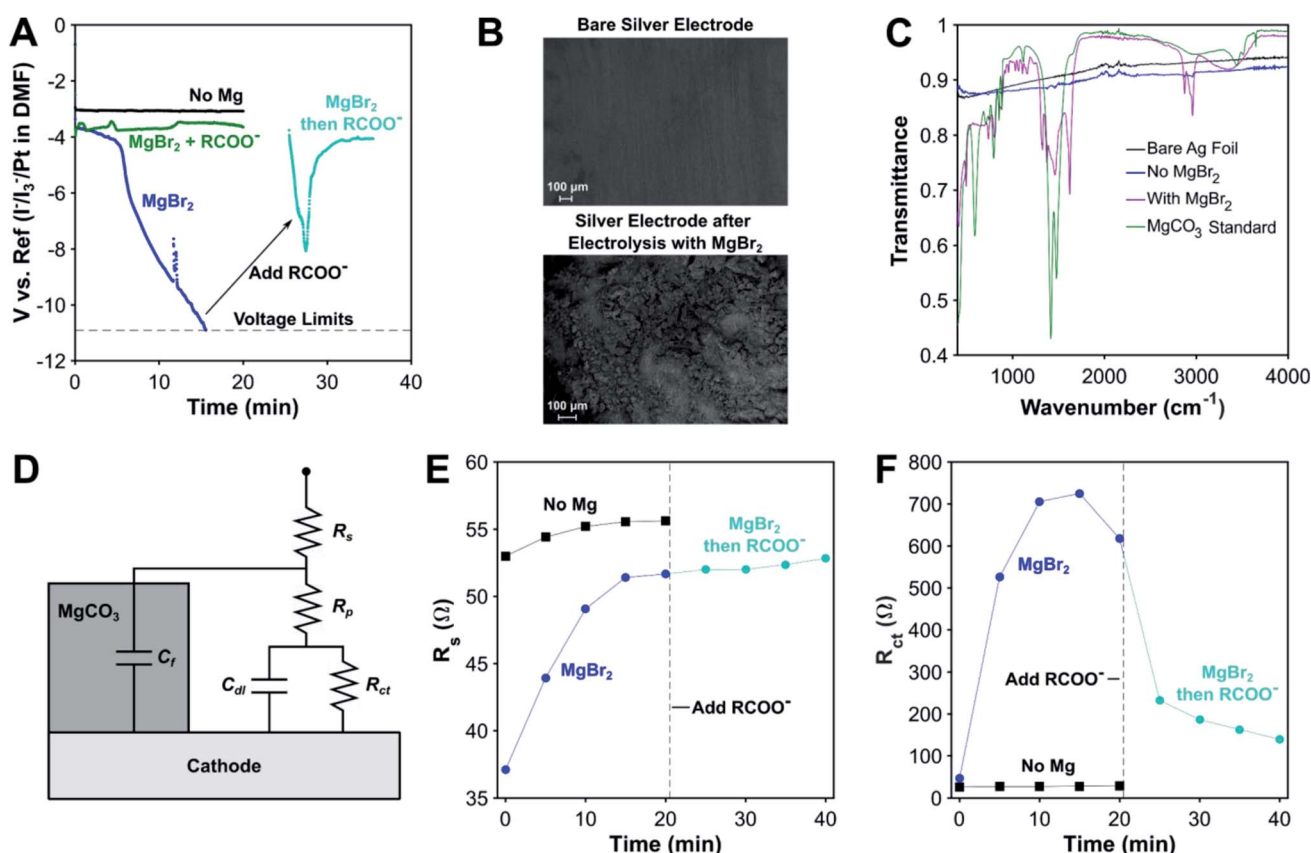 A
V vs. Ref (I⁻/I₃⁻/Pt in DMF)
0
-2
-4
-6
-8
-10
-12
No Mg
MgBr₂ + RCOO⁻
MgBr₂
MgBr₂
then RCOO⁻
Add RCOO⁻
Voltage Limits
0 10 20 30 40
Time (min)
B
Bare Silver Electrode
100 µm
Silver Electrode after
Electrolysis with MgBr₂
100 µm
C
Transmittance
1
0.9
0.8
0.7
0.6
0.5
0.4
Bare Ag Foil
No MgBr₂
With MgBr₂
MgCO₃ Standard
1000 2000 3000 4000
Wavenumber (cm⁻¹)
D
Rₛ
MgCO₃
Rₚ
C_f
C_dl
R_ct
Cathode
E
Rₛ (Ω)
60
55
50
45
40
35
No Mg
MgBr₂
then RCOO⁻
MgBr₂
Add RCOO⁻
0 10 20 30 40
Time (min)
F
R_ct (Ω)
800
700
600
500
400
300
200
100
0
MgBr₂
Add RCOO⁻
MgBr₂
then RCOO⁻
No Mg
0 10 20 30 40
Time (min)